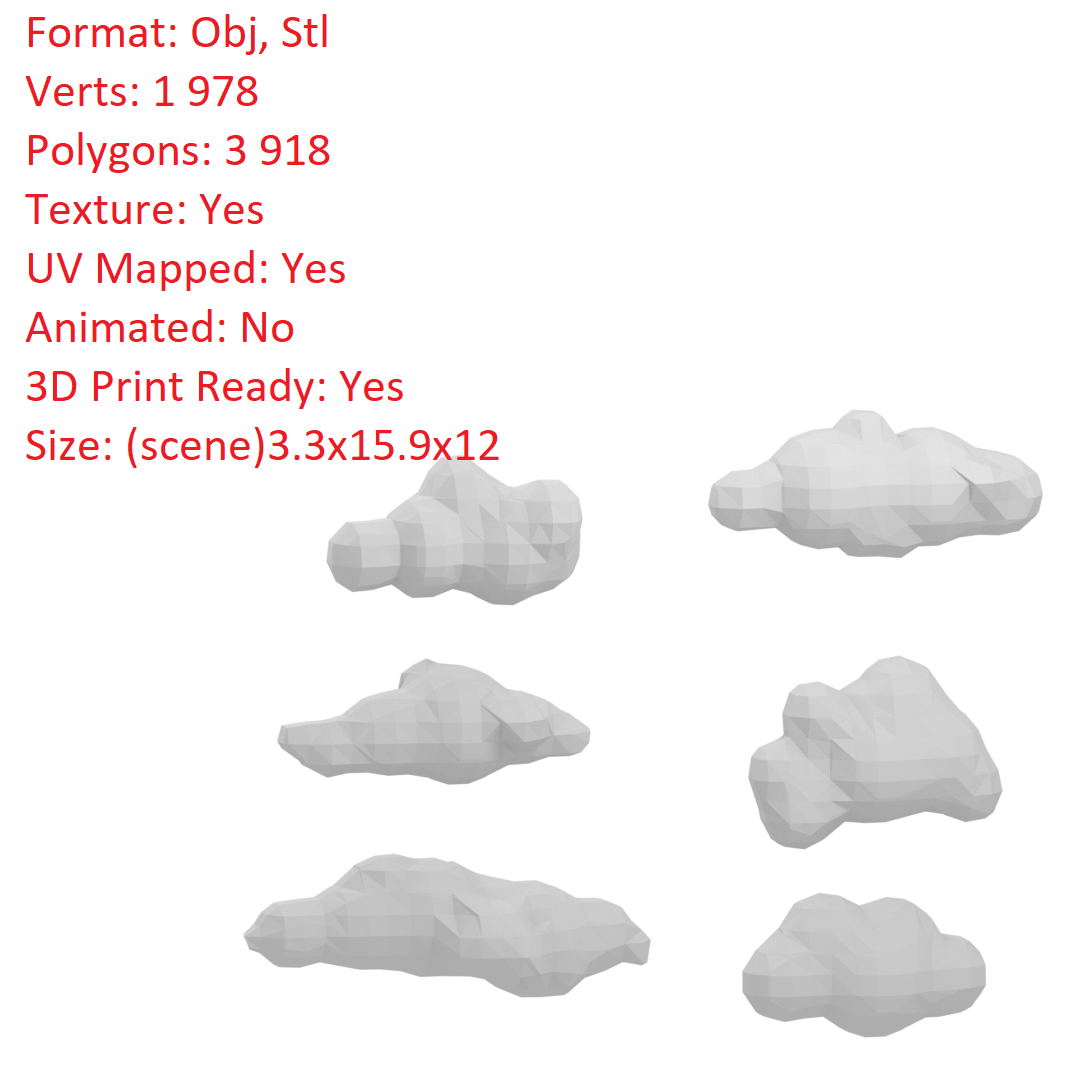 Format: Obj, Stl
Verts: 1 978
Polygons: 3 918
Texture: Yes
UV Mapped: Yes
Animated: No
3D Print Ready: Yes
Size: (scene)3.3x15.9x12